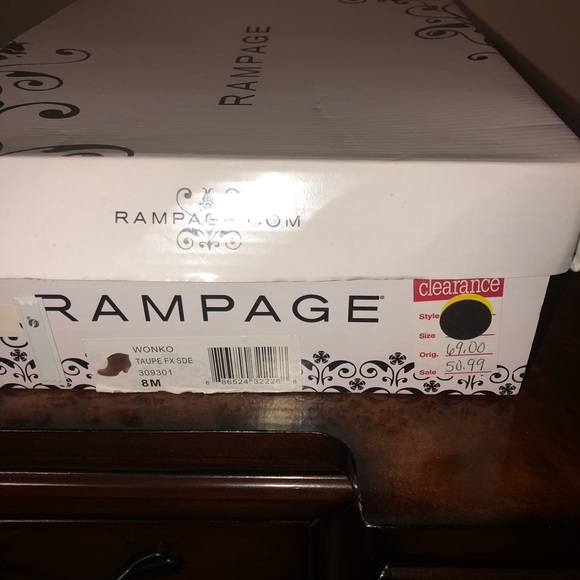 RAMPAGE
RAMPAGE.COM
RAMPAGE
WONKO
TAUPE FX SDE
309301
8M
clearance
Style
Size
Orig. 69.00
Sale 50.99